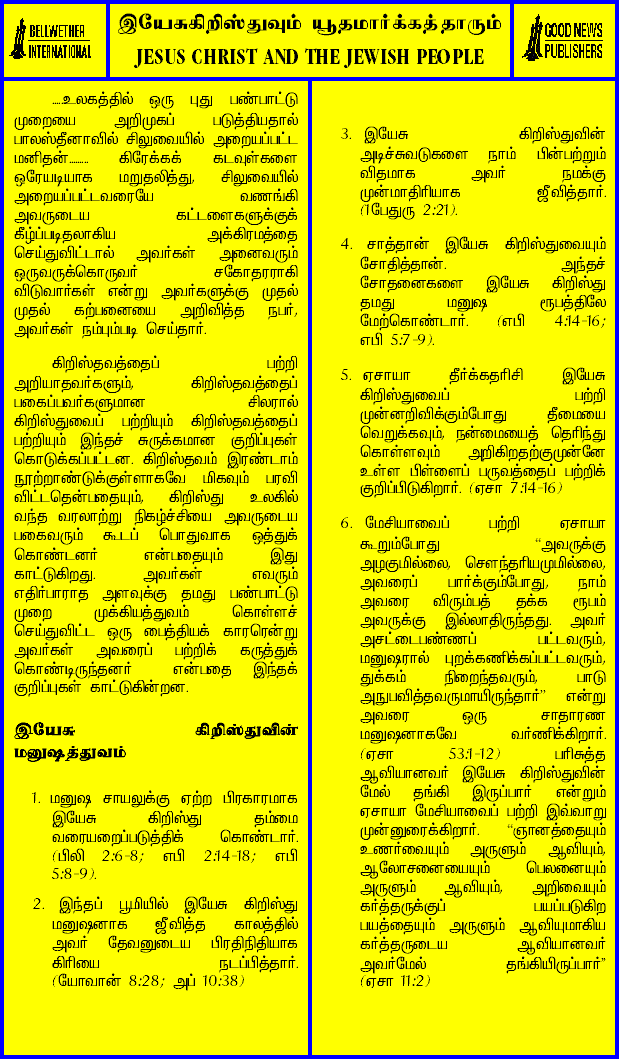 BELLWETHER
INTERNATIONAL
இயேசுகிறிஸ்துவும் யூதமார்க்கத்தாரும்
JESUS CHRIST AND THE JEWISH PEOPLE
GOOD NEWS
PUBLISHERS
....உலகத்தில் ஒரு புது பண்பாட்டு
முறையை அறிமுகப் படுத்தியதால்
பாலஸ்தீனாவில் சிலுவையில் அறையப்பட்ட
மனிதன்........ கிரேக்கக் கடவுள்களை
ஒரேயடியாக மறுதலித்து, சிலுவையில்
அறையப்பட்டவரையே வணங்கி
அவருடைய கட்டளைகளுக்குக்
கீழ்ப்படிதலாகிய அக்கிரமத்தை
செய்துவிட்டால் அவர்கள் அனைவரும்
ஒருவருக்கொருவர் சகோதரராகி
விடுவார்கள் என்று அவர்களுக்கு முதல்
முதல் கற்பனையை அறிவித்த நபர்,
அவர்கள் நம்பும்படி செய்தார்.
கிறிஸ்தவத்தைப் பற்றி
அறியாதவர்களும், கிறிஸ்தவத்தைப்
பகைப்பவர்களுமான சிலரால்
கிறிஸ்துவைப் பற்றியும் கிறிஸ்தவத்தைப்
பற்றியும் இந்தச் சுருக்கமான குறிப்புகள்
கொடுக்கப்பட்டன. கிறிஸ்தவம் இரண்டாம்
நூற்றாண்டுக்குள்ளாகவே மிகவும் பரவி
விட்டதென்பதையும், கிறிஸ்து உலகில்
வந்த வரலாற்று நிகழ்ச்சியை அவருடைய
பகைவரும் கூடப் பொதுவாக ஒத்துக்
கொண்டனர் என்பதையும் இது
காட்டுகிறது. அவர்கள் எவரும்
எதிர்பாராத அளவுக்கு தமது பண்பாட்டு
முறை முக்கியத்துவம் கொள்ளச்
செய்துவிட்ட ஒரு பைத்தியக் காரரென்று
அவர்கள் அவரைப் பற்றிக் கருத்துக்
கொண்டிருந்தனர் என்பதை இந்தக்
குறிப்புகள் காட்டுகின்றன.
இயேசு கிறிஸ்துவின்
மனுஷத்துவம்
1. மனுஷ சாயலுக்கு ஏற்ற பிரகாரமாக
இயேசு கிறிஸ்து தம்மை
வரையறைப்படுத்திக் கொண்டார்.
(பிலி 2:6-8; எபி 2:14-18; எபி
5:8-9).
2. இந்தப் பூமியில் இயேசு கிறிஸ்து
மனுஷனாக ஜீவித்த காலத்தில்
அவர் தேவனுடைய பிரதிநிதியாக
கிரியை நடப்பித்தார்.
(யோவான் 8:28; அப் 10:38)
3. இயேசு கிறிஸ்துவின்
அடிச்சுவடுகளை நாம் பின்பற்றும்
விதமாக அவர் நமக்கு
முன்மாதிரியாக ஜீவித்தார்.
(1பேதுரு 2:21).
4. சாத்தான் இயேசு கிறிஸ்துவையும்
சோதித்தான். அந்தச்
சோதனைகளை இயேசு கிறிஸ்து
தமது மனுஷ ரூபத்திலே
மேற்கொண்டார். (எபி 4:14-16;
எபி 5:7-9).
5. ஏசாயா தீர்க்கதரிசி இயேசு
கிறிஸ்துவைப் பற்றி
முன்னறிவிக்கும்போது தீமையை
வெறுக்கவும், நன்மையைத் தெரிந்து
கொள்ளவும் அறிகிறதற்குமுன்னே
உள்ள பிள்ளைப் பருவத்தைப் பற்றிக்
குறிப்பிடுகிறார். (ஏசா 7:14-16)
6. மேசியாவைப் பற்றி ஏசாயா
கூறும்போது “அவருக்கு
அழகுமில்லை, சௌந்தரியமுமில்லை,
அவரைப் பார்க்கும்போது, நாம்
அவரை விரும்பத் தக்க ரூபம்
அவருக்கு இல்லாதிருந்தது. அவர்
அசட்டைபண்ணப் பட்டவரும்,
மனுஷரால் புறக்கணிக்கப்பட்டவரும்,
துக்கம் நிறைந்தவரும், பாடு
அநுபவித்தவருமாயிருந்தார்” என்று
அவரை ஒரு சாதாரண
மனுஷனாகவே வர்ணிக்கிறார்.
(ஏசா 53:1-12) பரிசுத்த
ஆவியானவர் இயேசு கிறிஸ்துவின்
மேல் தங்கி இருப்பார் என்றும்
ஏசாயா மேசியாவைப் பற்றி இவ்வாறு
முன்னுரைக்கிறார். “ஞானத்தையும்
உணர்வையும் அருளும் ஆவியும்,
ஆலோசனையையும் பெலனையும்
அருளும் ஆவியும், அறிவையும்
கர்த்தருக்குப் பயப்படுகிற
பயத்தையும் அருளும் ஆவியுமாகிய
கர்த்தருடைய ஆவியானவர்
அவர்மேல் தங்கியிருப்பார்”
(ஏசா 11:2)